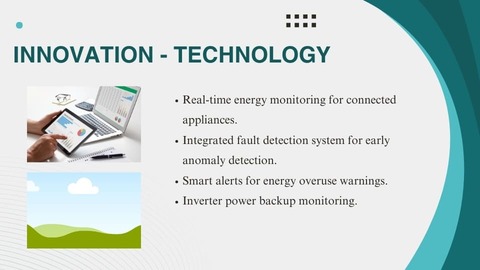 INNOVATION - TECHNOLOGY
• Real-time energy monitoring for connected
appliances.
• Integrated fault detection system for early
anomaly detection.
• Smart alerts for energy overuse warnings.
• Inverter power backup monitoring.